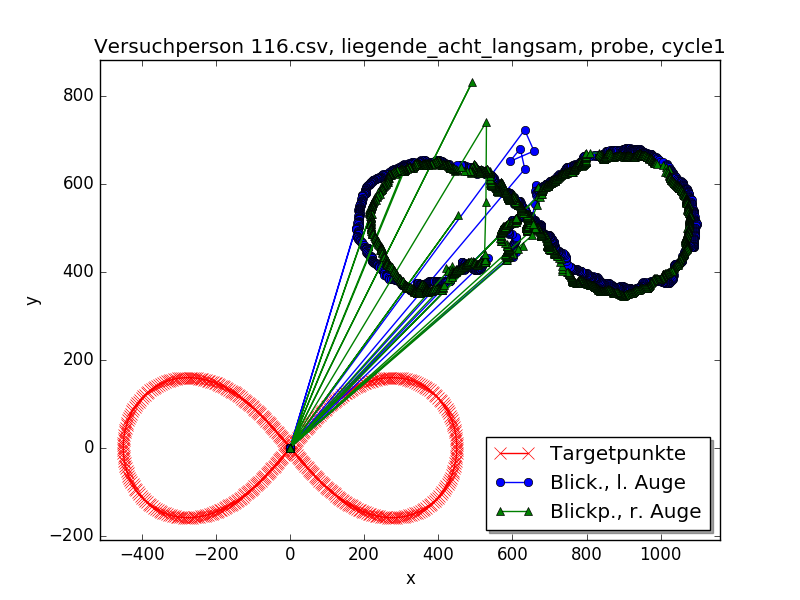 Versuchperson 116.csv, liegende_acht_langsam, probe, cycle1
800
600
400
200
0
−200
y
−400 −200 0 200 400 600 800 1000
x
Targetpunkte
Blick., l. Auge
Blickp., r. Auge